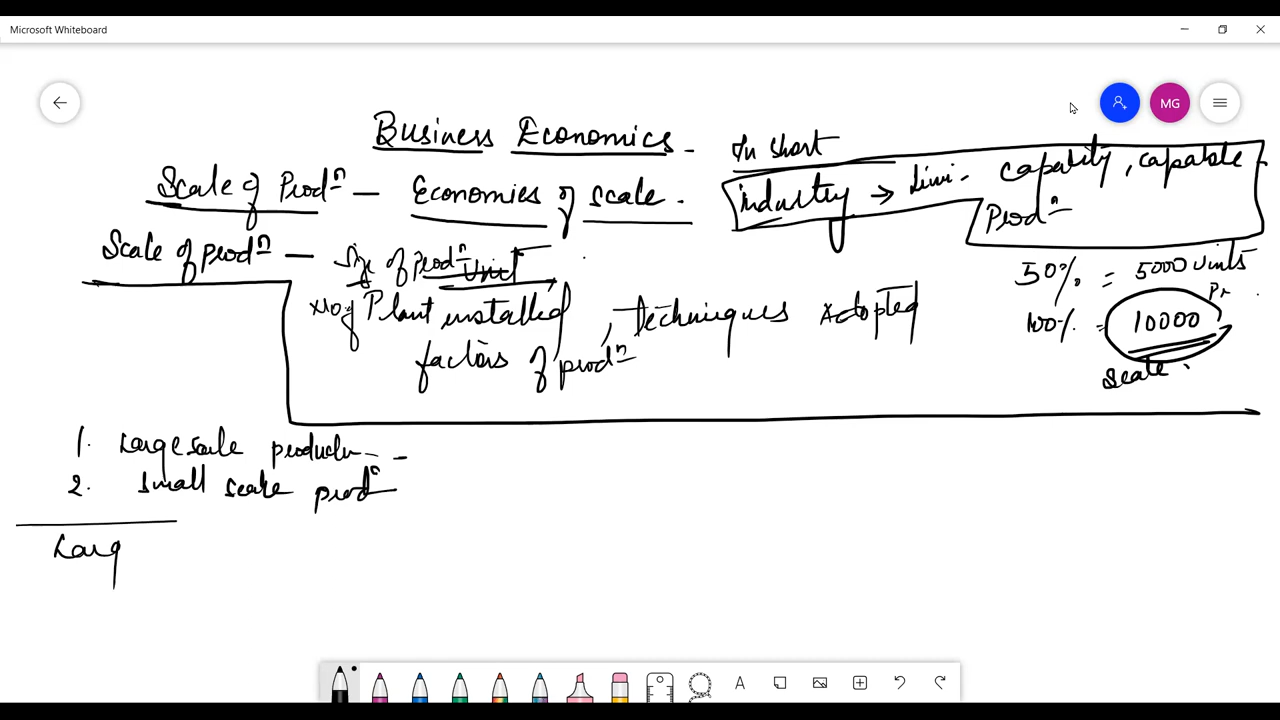 Microsoft Whiteboard
MG
Business Economics -
Scale of Prodⁿ - Economies of scale.
In short
industry → Limi- capacity, capable
Prodⁿ
Scale of prodⁿ - size of prodⁿ Unit
No of Plant installed, Techniques Adopted
factors of prodⁿ
50% = 5000 units
100% = 10000
Scale.
1. Large scale production -
2. Small scale prodⁿ
Larg
A